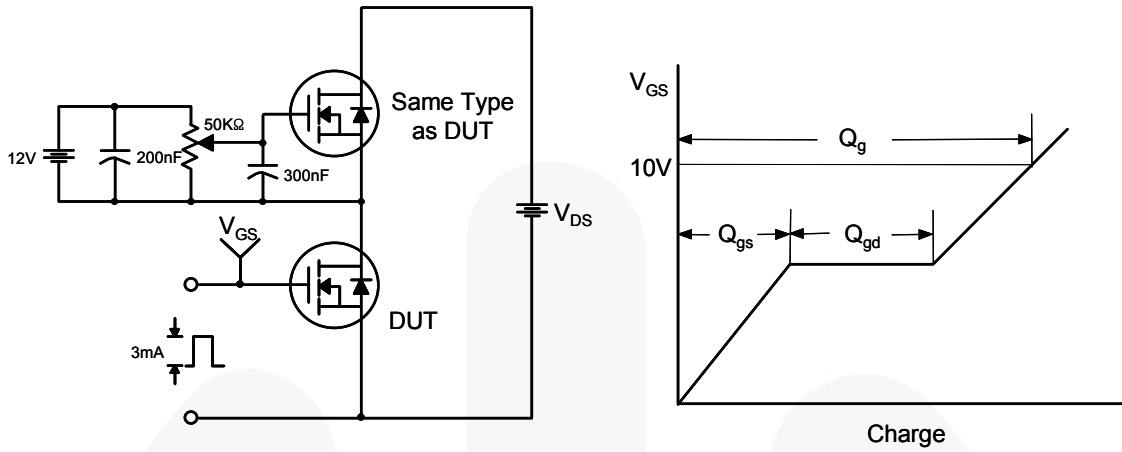 12V
200nF
50KΩ
300nF
Same Type
as DUT
V_DS
V_GS
DUT
3mA
V_GS
10V
Q_g
Q_gs
Q_gd
Charge